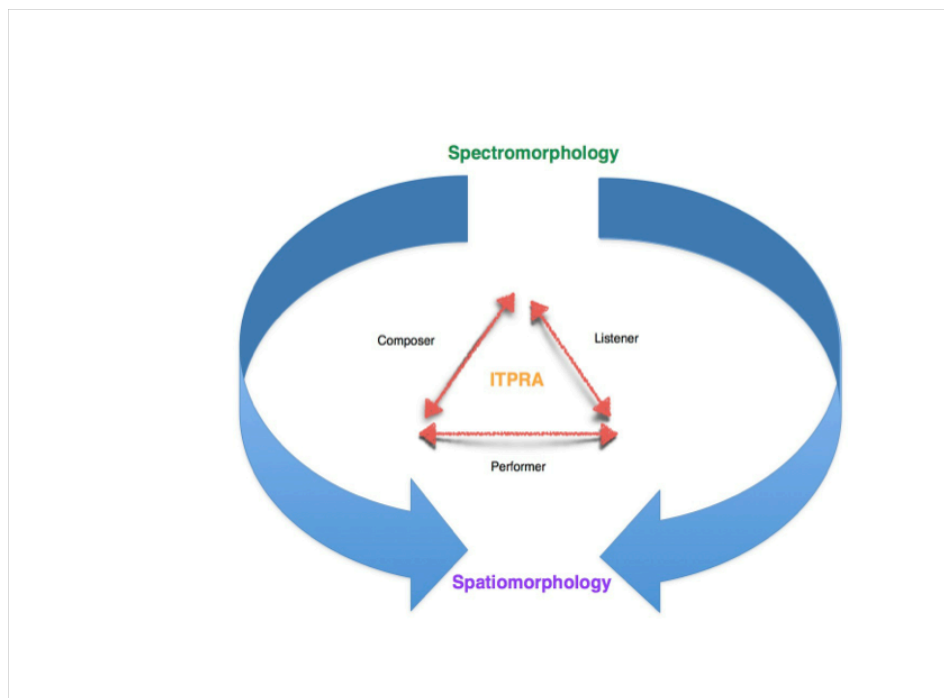 Spectromorphology
Composer
Listener
ITPRA
Performer
Spatiomorphology